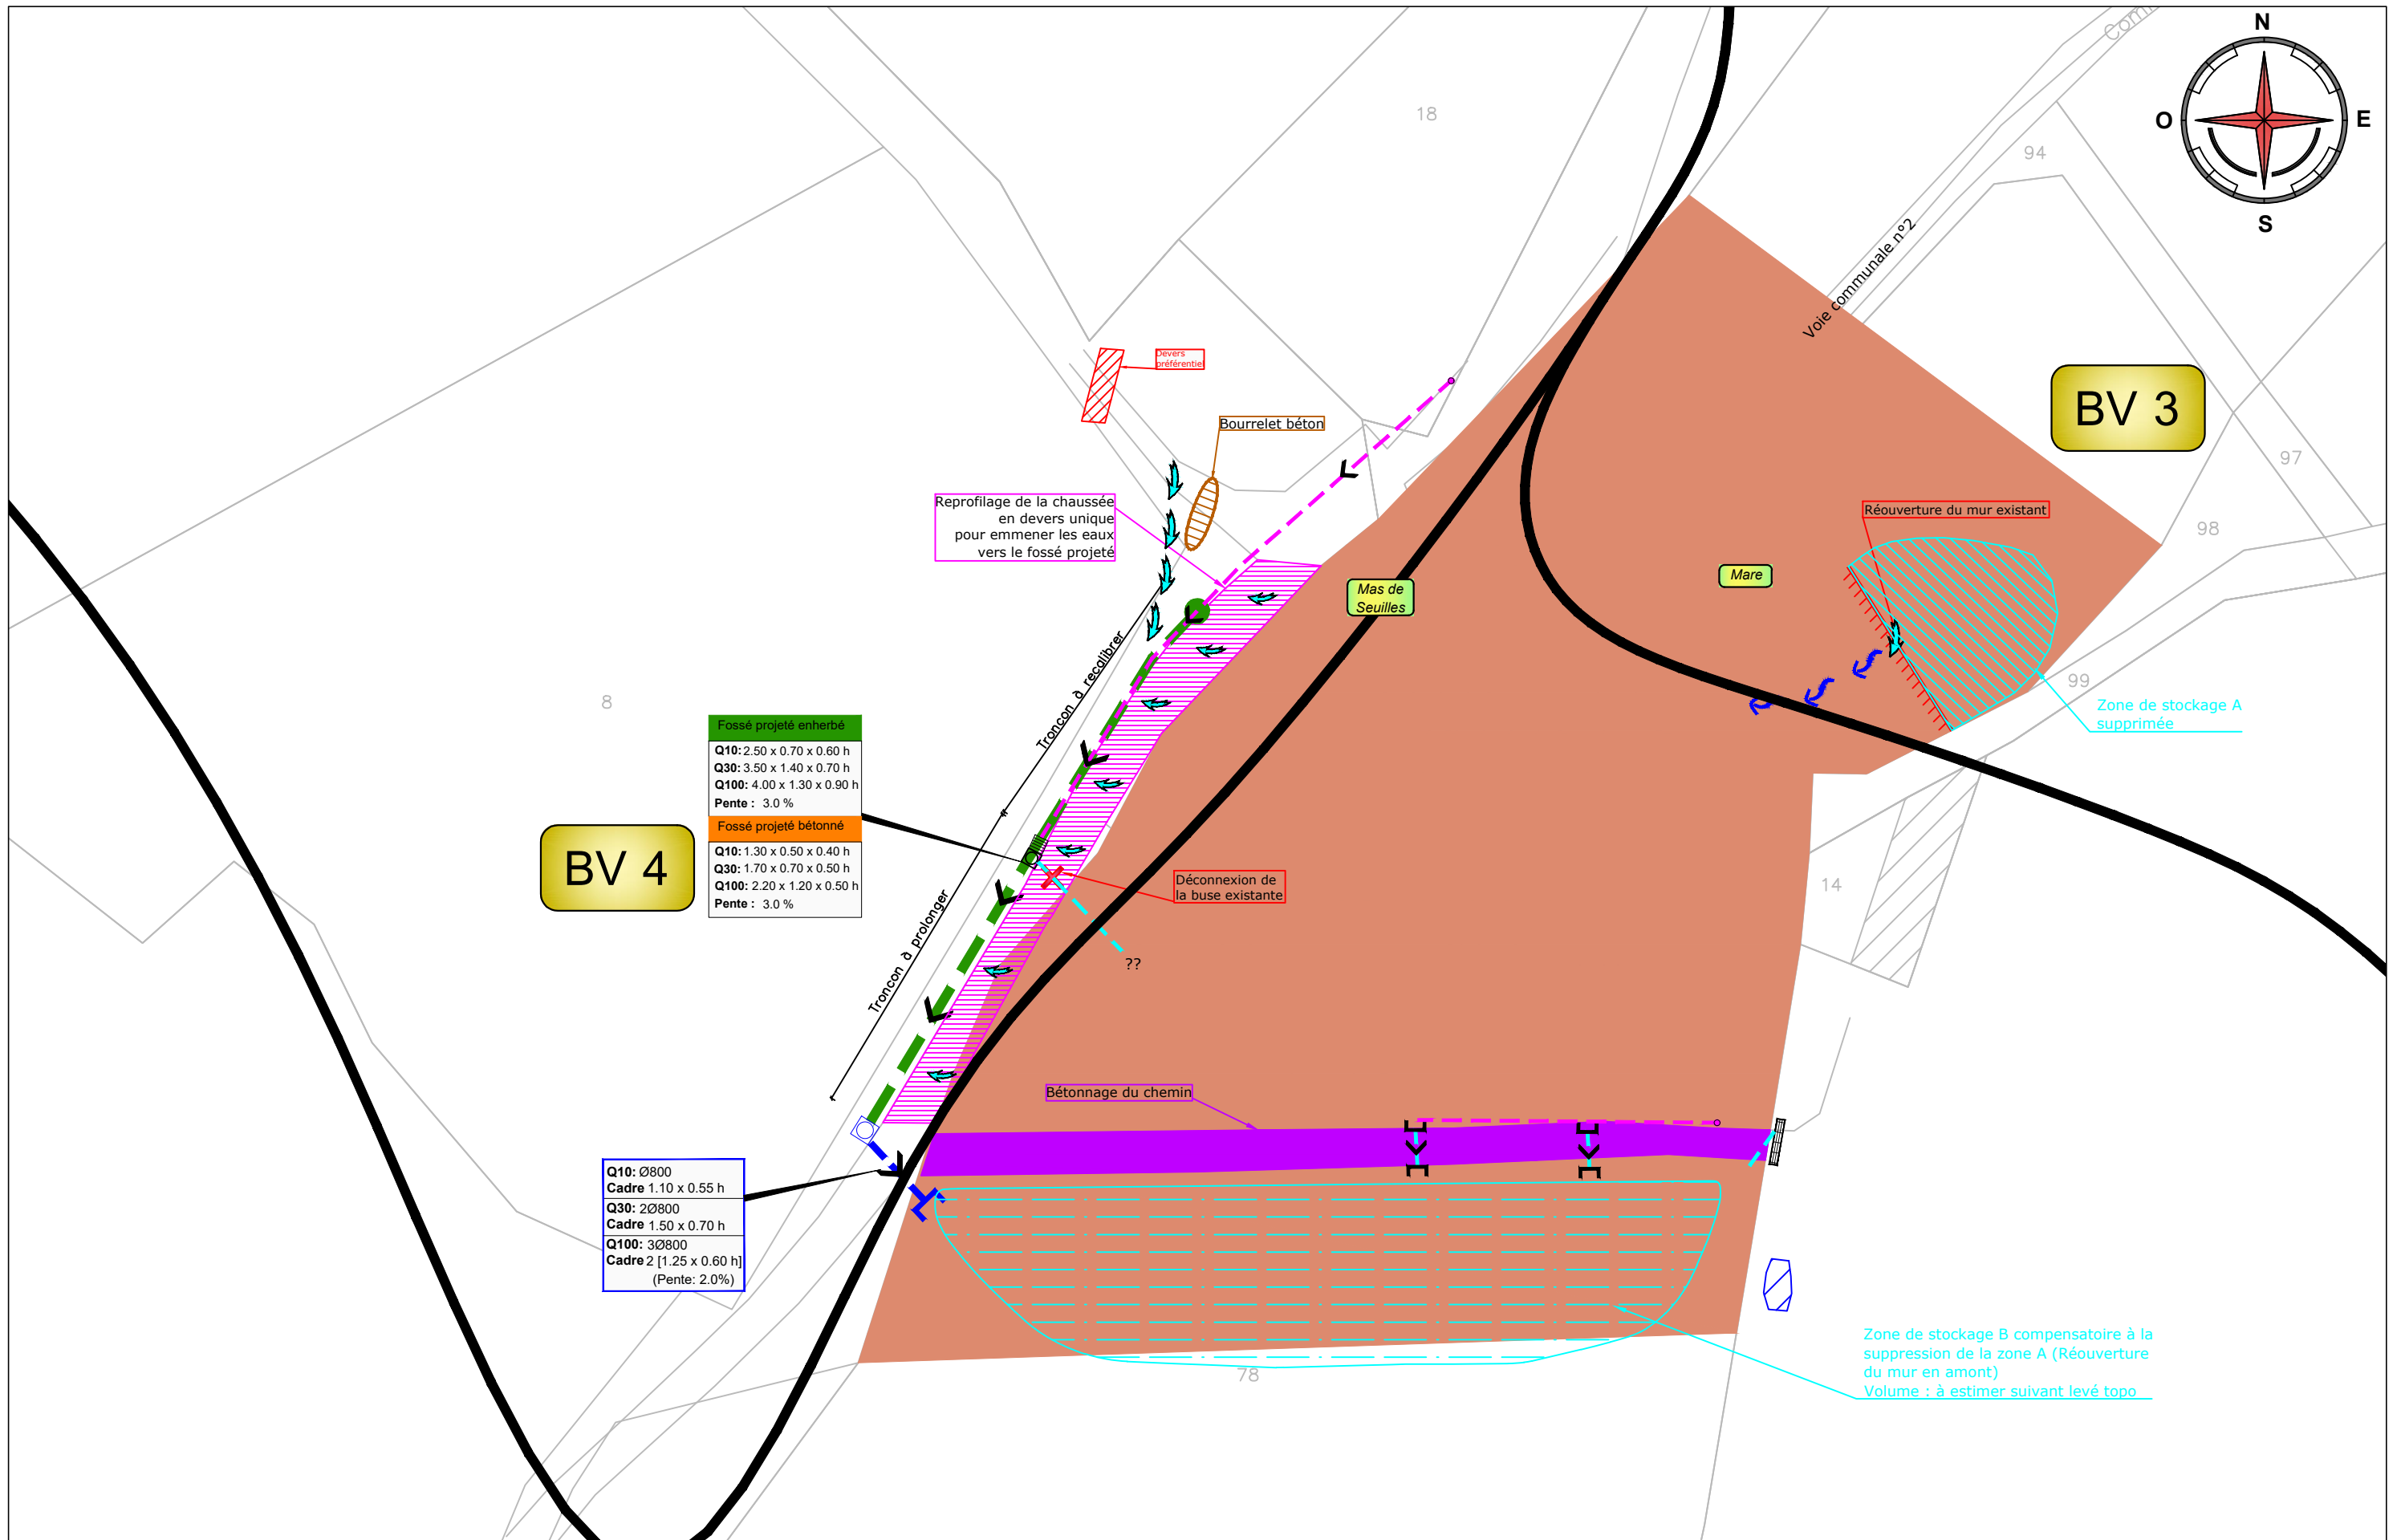 N
O
E
S
18
94
Voie communale n°2
BV 3
97
98
99
Devers
préférentiel
Bourrelet béton
Reprofilage de la chaussée
en devers unique
pour emmener les eaux
vers le fossé projeté
Réouverture du mur existant
Mas de
Seuilles
Mare
Troncon à recalibrer
Zone de stockage A
supprimée
8
Fossé projeté enherbé
Q10: 2.50 x 0.70 x 0.60 h
Q30: 3.50 x 1.40 x 0.70 h
Q100: 4.00 x 1.30 x 0.90 h
Pente : 3.0 %
Fossé projeté bétonné
Q10: 1.30 x 0.50 x 0.40 h
Q30: 1.70 x 0.70 x 0.50 h
Q100: 2.20 x 1.20 x 0.50 h
Pente : 3.0 %
BV 4
Déconnexion de
la buse existante
14
??
Troncon à prolonger
Bétonnage du chemin
Q10: Ø800
Cadre 1.10 x 0.55 h
Q30: 2Ø800
Cadre 1.50 x 0.70 h
Q100: 3Ø800
Cadre 2 [1.25 x 0.60 h]
(Pente: 2.0%)
Zone de stockage B compensatoire à la
suppression de la zone A (Réouverture
du mur en amont)
Volume : à estimer suivant levé topo
78